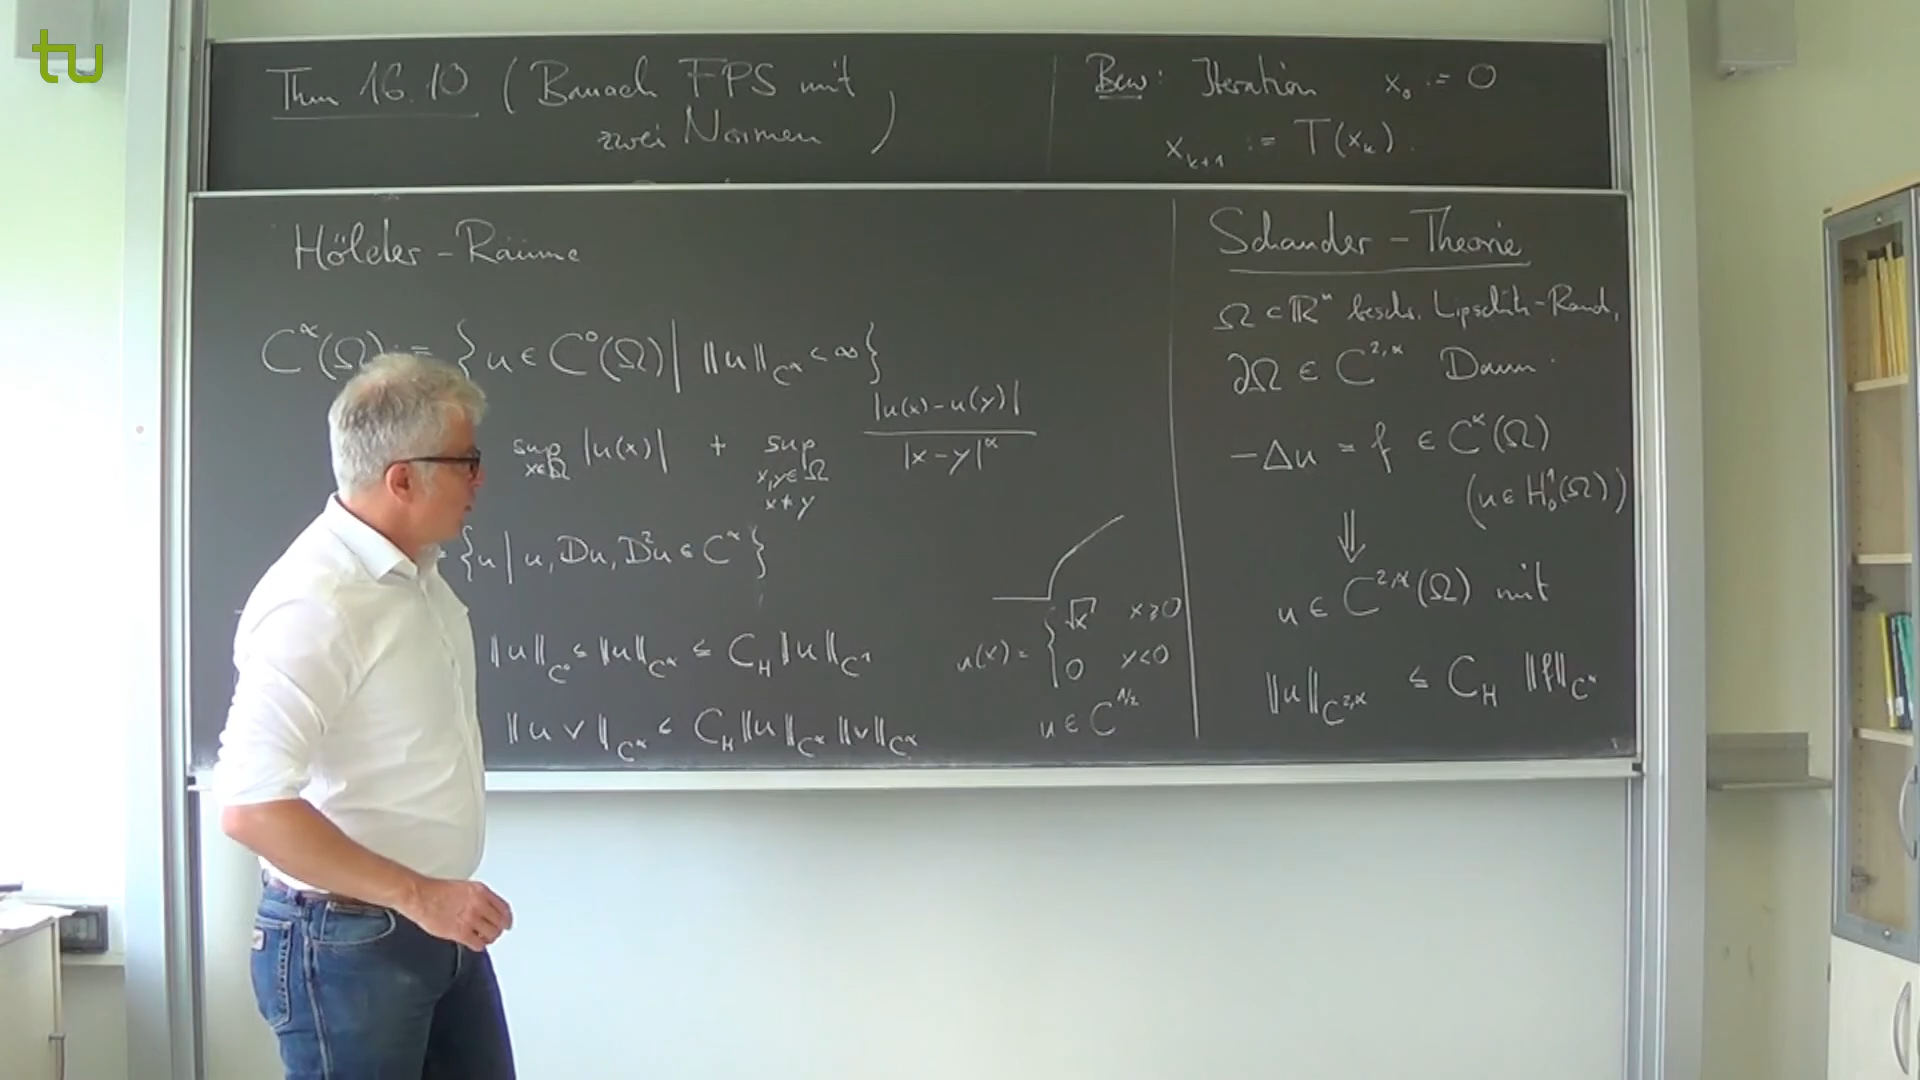 tu
Thm 16.10 (Banach FPS mit
zwei Normen)
Bew: Iteration x₀ := 0
x_{k+1} := T(x_k).
Hölder-Räume
C^α(Ω) := {u ∈ C⁰(Ω) | ‖u‖_{C^α} < ∞}
sup_{x∈Ω} |u(x)| + sup_{x,y∈Ω, x≠y} |u(x)-u(y)| / |x-y|^α
= {u | u, Du, D²u ∈ C^α}
‖u‖_{C⁰} ≤ ‖u‖_{C^α} ≤ C_H ‖u‖_{C¹}
‖u v‖_{C^α} ≤ C_H ‖u‖_{C^α} ‖v‖_{C^α}
u(x) = { √x x≥0
0 x<0
u ∈ C^{1/2}
Schauder-Theorie
Ω ⊂ ℝⁿ beschr. Lipschitz-Rand,
∂Ω ∈ C^{2,α} Dann:
-Δu = f ∈ C^α(Ω)
(u ∈ H¹₀(Ω))
⇓
u ∈ C^{2,α}(Ω) mit
‖u‖_{C^{2,α}} ≤ C_H ‖f‖_{C^α}